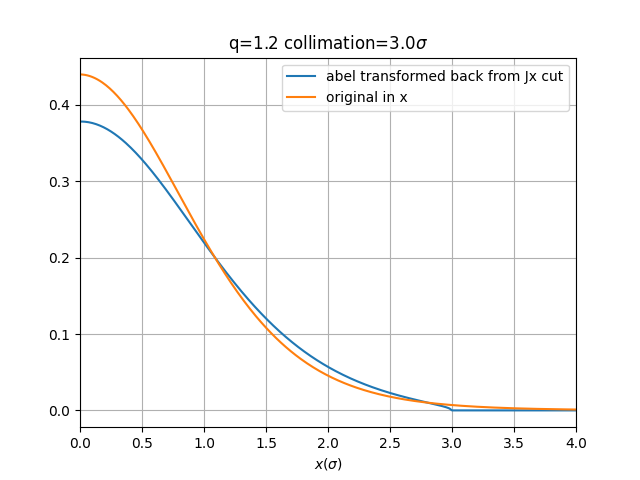 q=1.2 collimation=3.0σ
abel transformed back from Jx cut
original in x
0.4
0.3
0.2
0.1
0.0
0.0 0.5 1.0 1.5 2.0 2.5 3.0 3.5 4.0
x(σ)